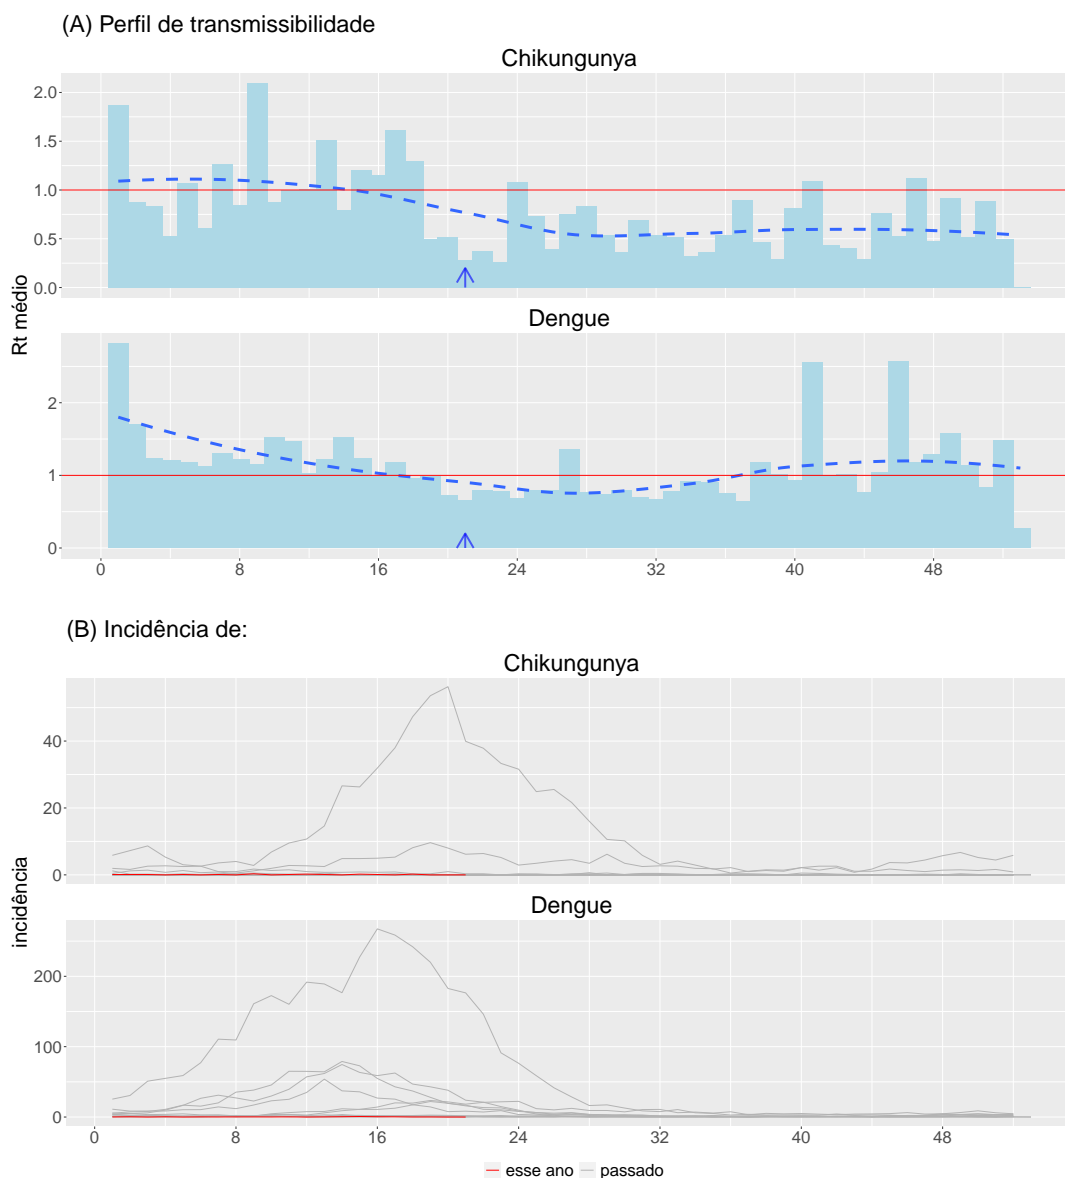 (A) Perfil de transmissibilidade
Chikungunya
2.0
1.5
1.0
0.5
0.0
Rt médio
Dengue
2
1
0
0 8 16 24 32 40 48
(B) Incidência de:
Chikungunya
40
20
0
incidência
Dengue
200
100
0
0 8 16 24 32 40 48
esse ano passado